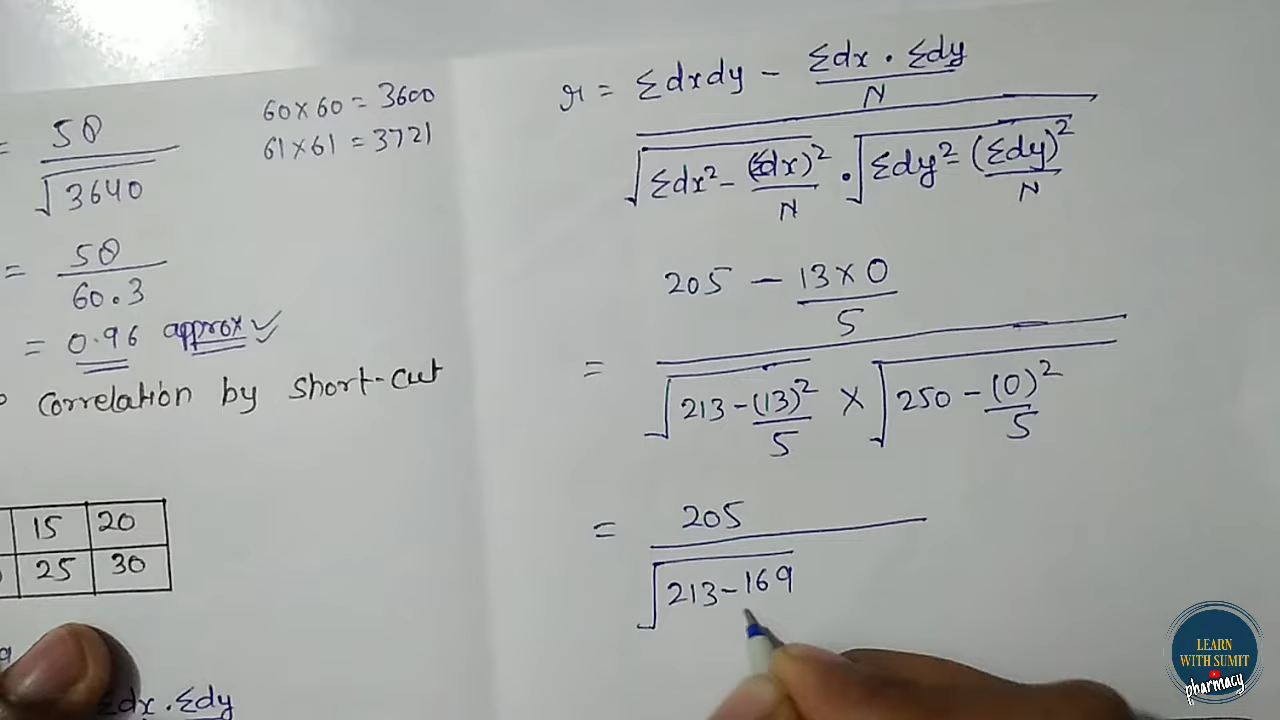 = 50 / √3640
60 × 60 = 3600
61 × 61 = 3721
= 50 / 60.3
= 0.96 approx ✓
Correlation by short-cut
15 20
25 30
Σdx . Σdy
r = Σdxdy - Σdx . Σdy / N
√Σdx² - (Σdx)² / N . √Σdy² - (Σdy)² / N
= 205 - 13 × 0 / 5
√213 - (13)² / 5 × √250 - (0)² / 5
= 205
√213 - 169
LEARN
WITH SUMIT
pharmacy